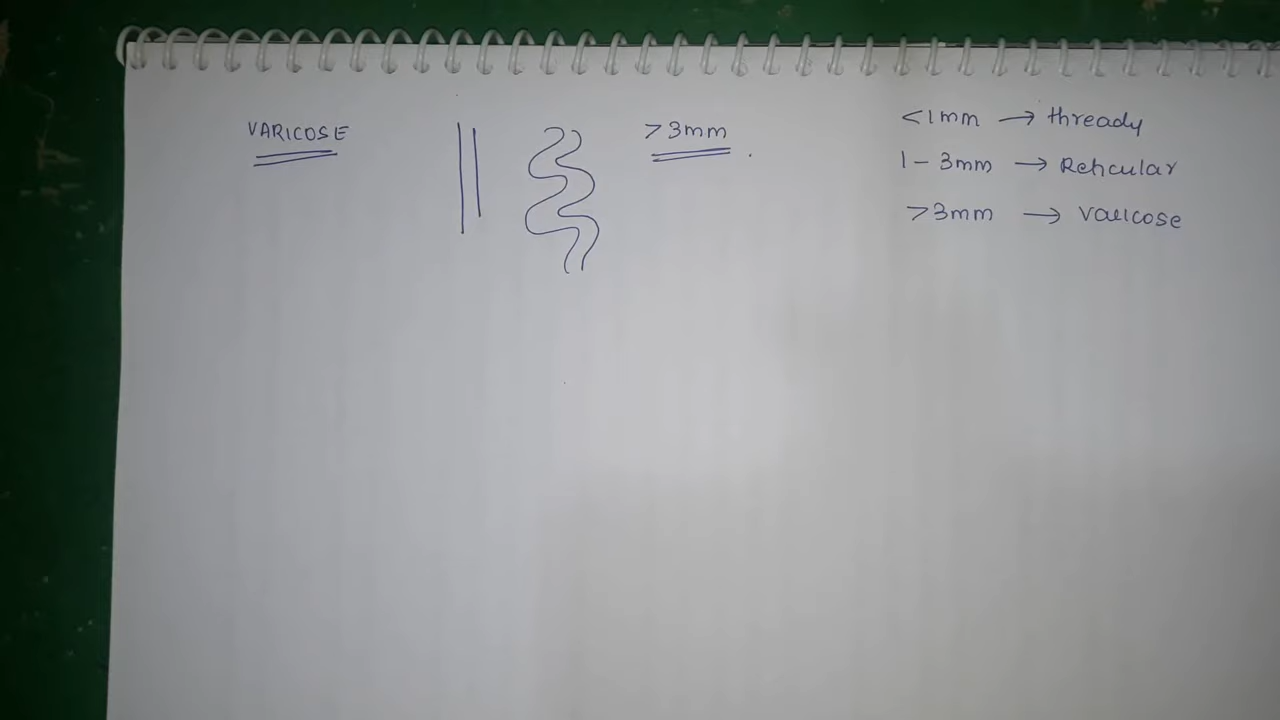 VARICOSE
>3mm
<1mm → thready
1-3mm → Reticular
>3mm → varicose